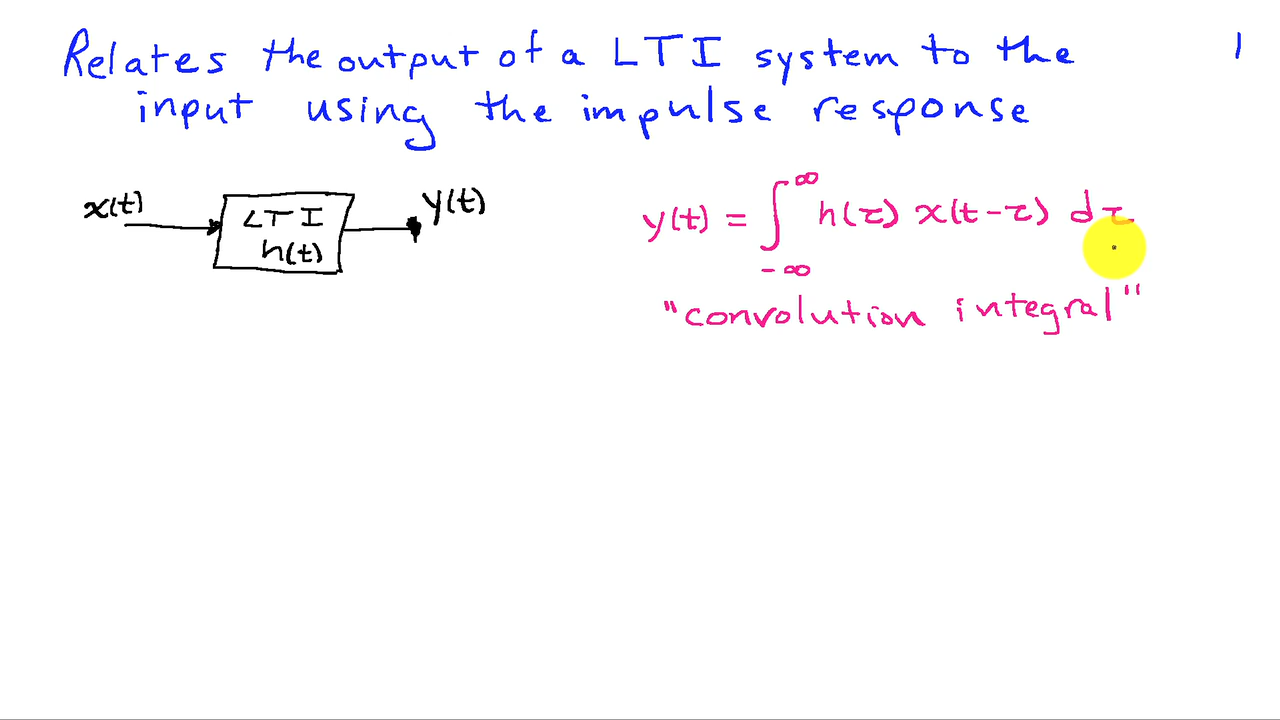 Relates the output of a LTI system to the 1
input using the impulse response
x(t) LTI h(t) y(t)
y(t) = ∫_{-∞}^{∞} h(τ) x(t-τ) dτ
"convolution integral"